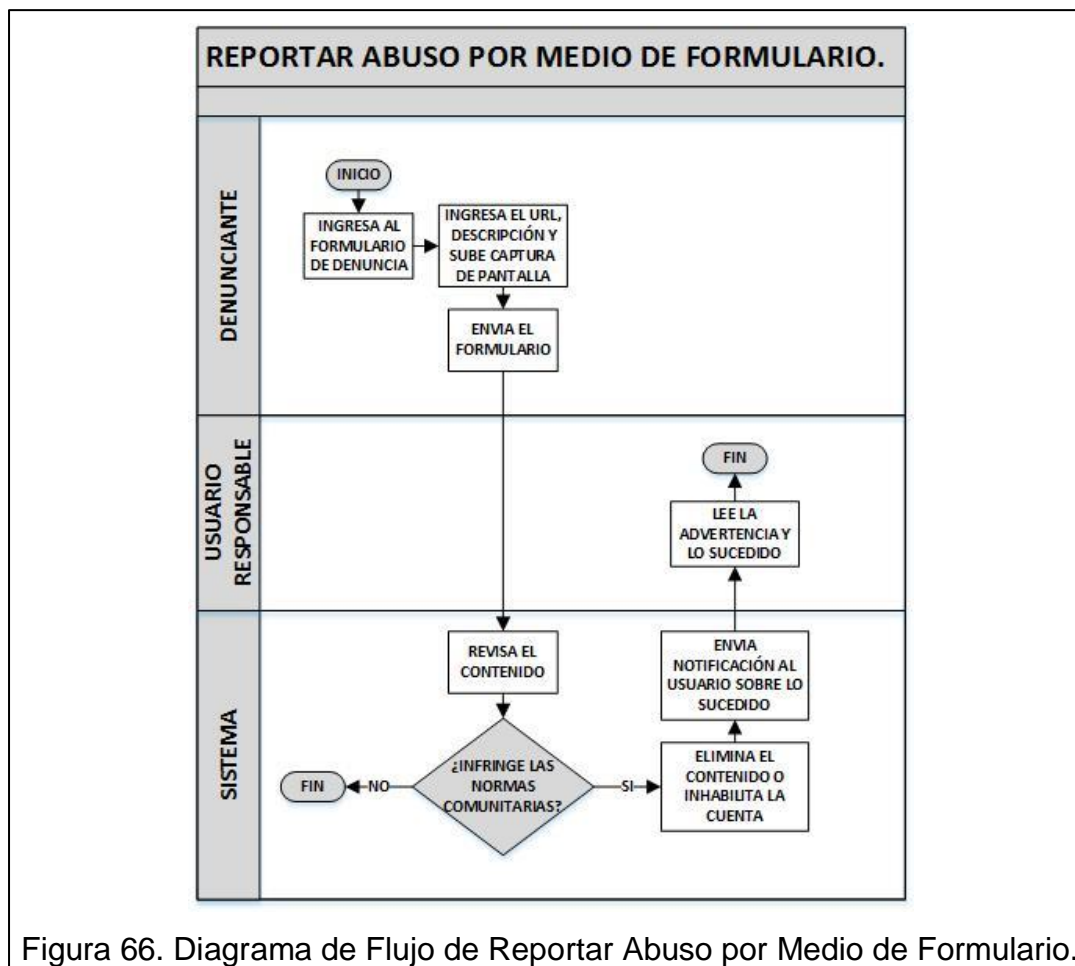 REPORTAR ABUSO POR MEDIO DE FORMULARIO.
DENUNCIANTE
INICIO
INGRESA AL
FORMULARIO
DE DENUNCIA
INGRESA EL URL,
DESCRIPCIÓN Y
SUBE CAPTURA
DE PANTALLA
ENVIA EL
FORMULARIO
USUARIO
RESPONSABLE
FIN
LEE LA
ADVERTENCIA Y
LO SUCEDIDO
SISTEMA
REVISA EL
CONTENIDO
¿INFRINGE LAS
NORMAS
COMUNITARIAS?
NO
FIN
SI
ELIMINA EL
CONTENIDO O
INHABILITA LA
CUENTA
ENVIA
NOTIFICACIÓN AL
USUARIO SOBRE LO
SUCEDIDO
Figura 66. Diagrama de Flujo de Reportar Abuso por Medio de Formulario.